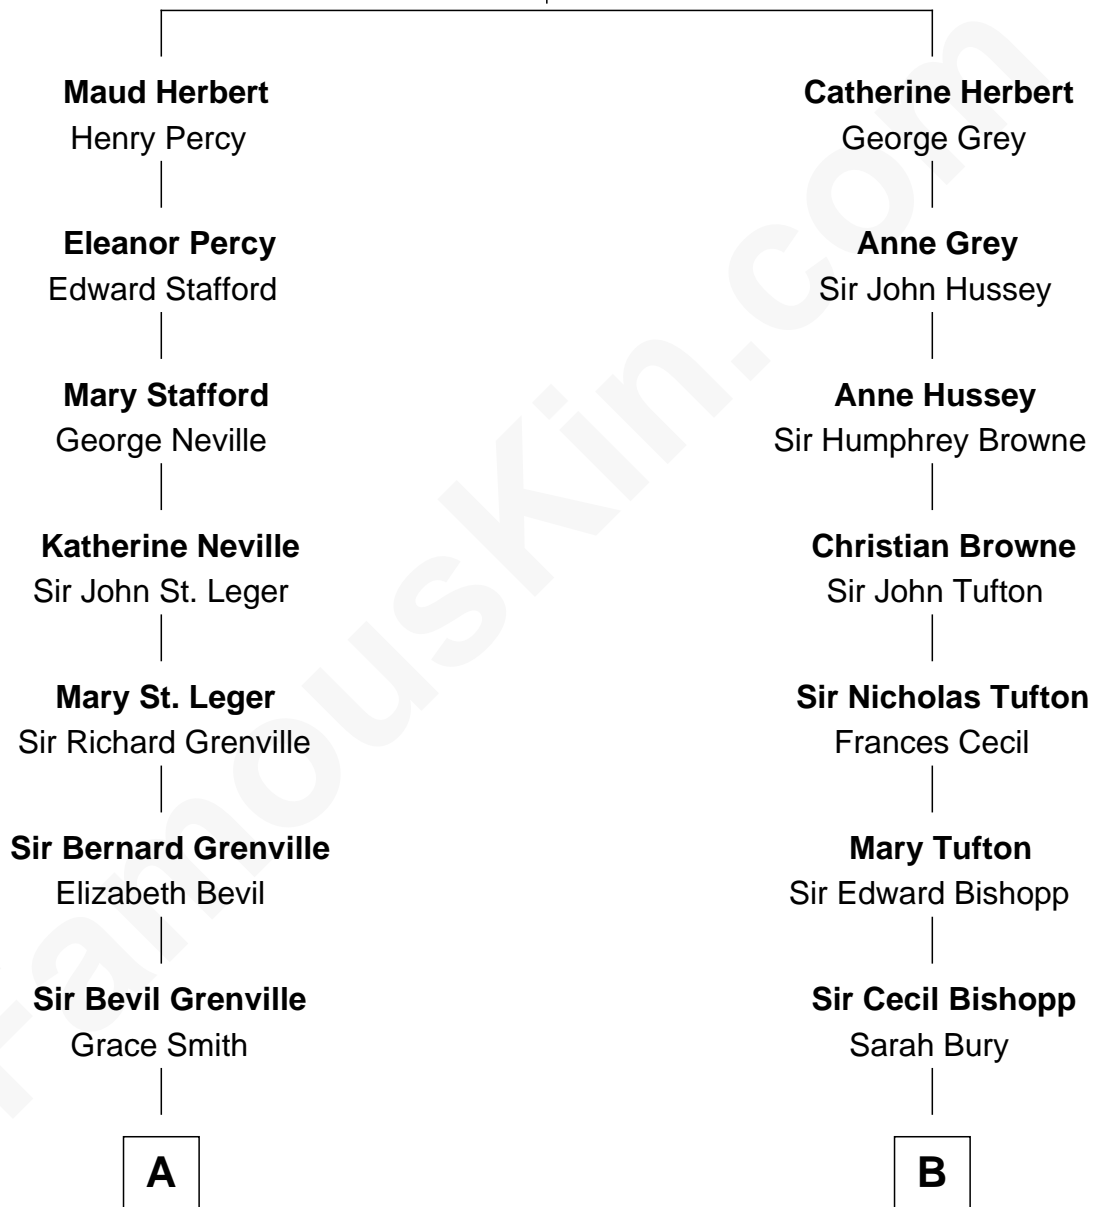 Maud Herbert
Henry Percy
Eleanor Percy
Edward Stafford
Mary Stafford
George Neville
Katherine Neville
Sir John St. Leger
Mary St. Leger
Sir Richard Grenville
Sir Bernard Grenville
Elizabeth Bevil
Sir Bevil Grenville
Grace Smith
A
Catherine Herbert
George Grey
Anne Grey
Sir John Hussey
Anne Hussey
Sir Humphrey Browne
Christian Browne
Sir John Tufton
Sir Nicholas Tufton
Frances Cecil
Mary Tufton
Sir Edward Bishopp
Sir Cecil Bishopp
Sarah Bury
B
FamousKin.com